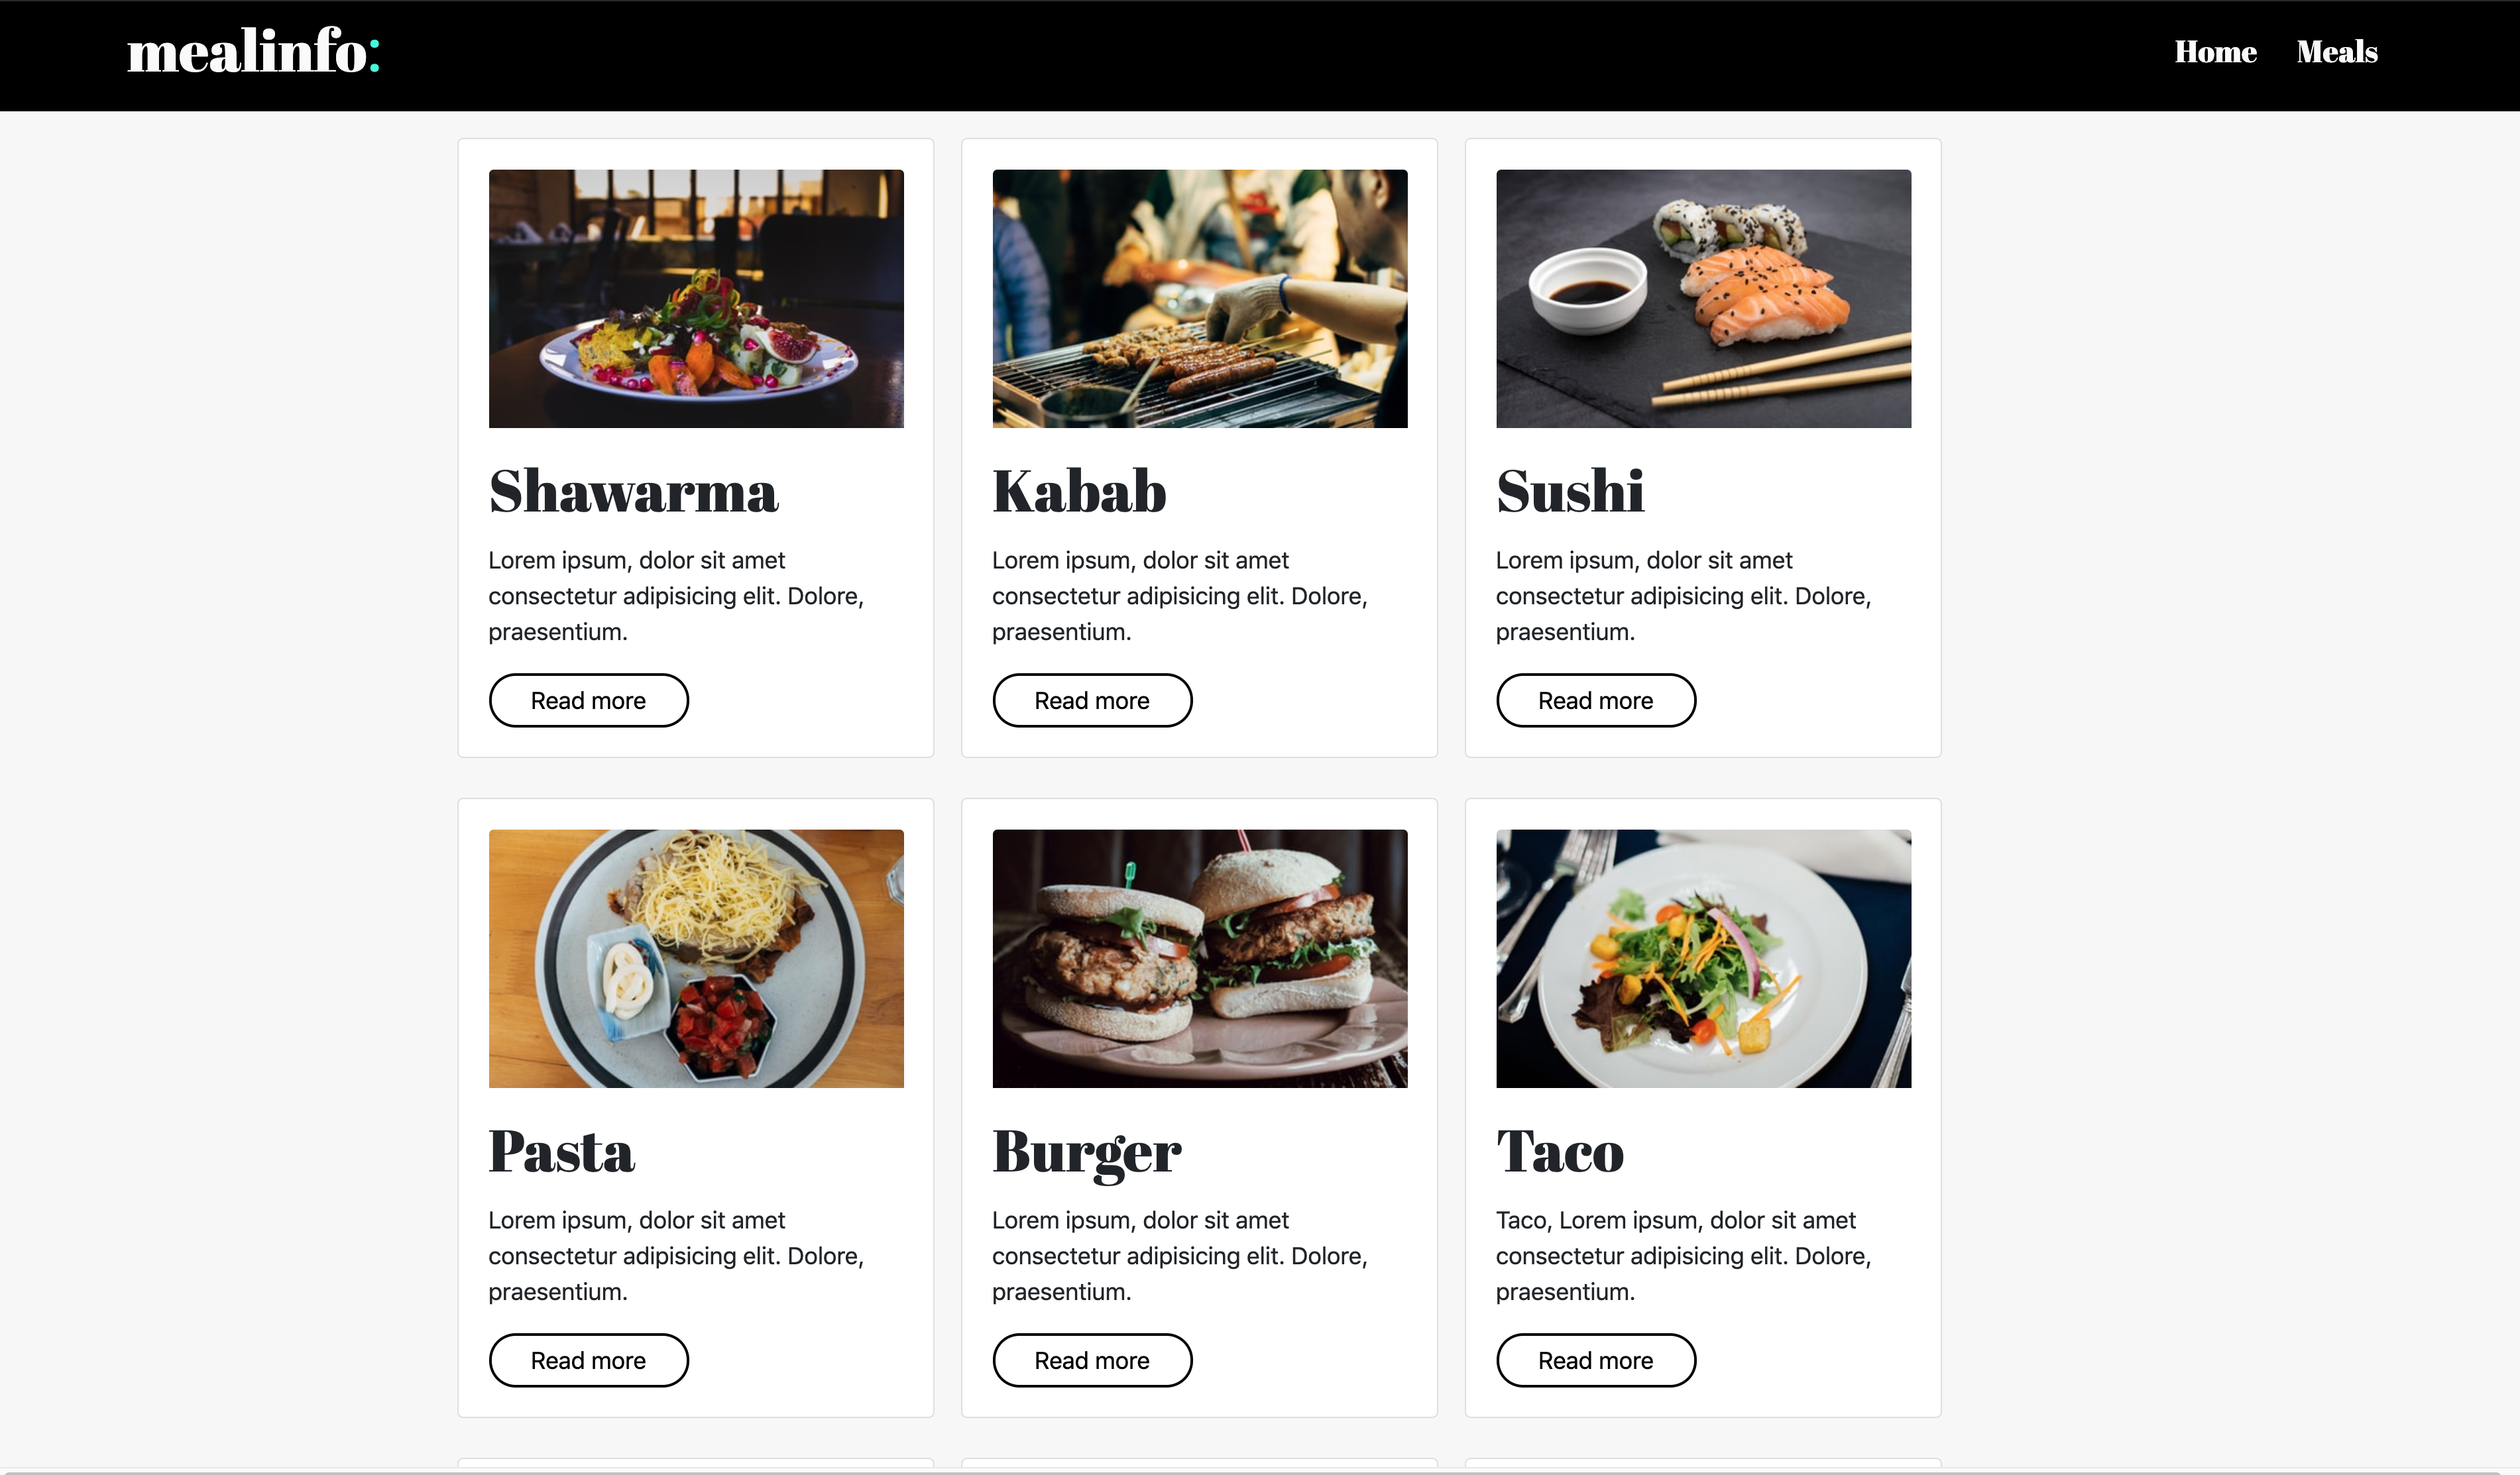 mealinfo:
Home Meals
Shawarma
Lorem ipsum, dolor sit amet
consectetur adipisicing elit. Dolore,
praesentium.
Read more
Kabab
Lorem ipsum, dolor sit amet
consectetur adipisicing elit. Dolore,
praesentium.
Read more
Sushi
Lorem ipsum, dolor sit amet
consectetur adipisicing elit. Dolore,
praesentium.
Read more
Pasta
Lorem ipsum, dolor sit amet
consectetur adipisicing elit. Dolore,
praesentium.
Read more
Burger
Lorem ipsum, dolor sit amet
consectetur adipisicing elit. Dolore,
praesentium.
Read more
Taco
Taco, Lorem ipsum, dolor sit amet
consectetur adipisicing elit. Dolore,
praesentium.
Read more